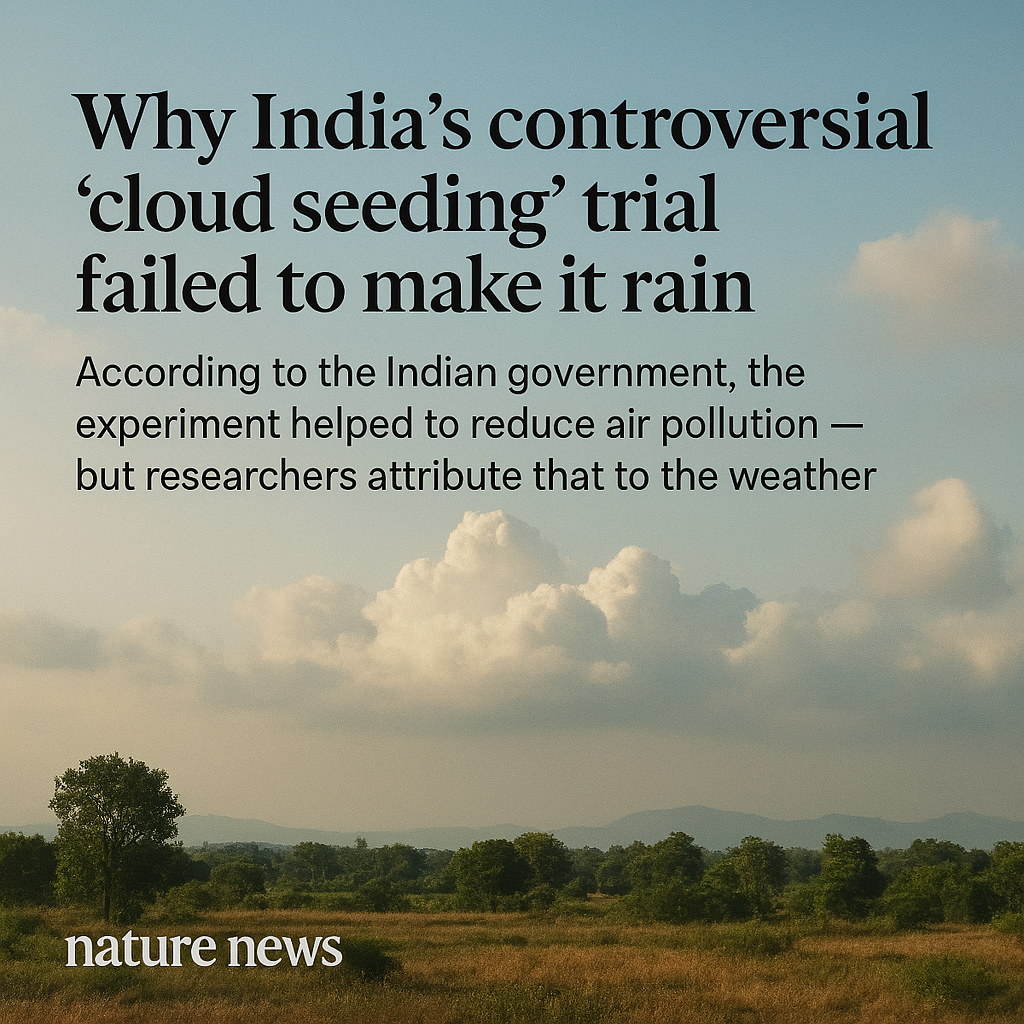 Why India’s controversial
‘cloud seeding’ trial
failed to make it rain
According to the Indian government, the
experiment helped to reduce air pollution —
but researchers attribute that to the weather
nature news